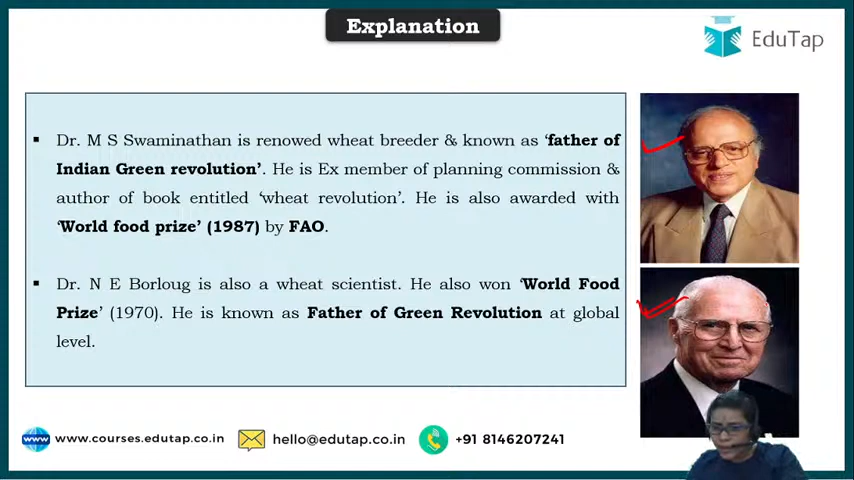 Explanation
EduTap
▪ Dr. M S Swaminathan is renowed wheat breeder & known as ‘father of
Indian Green revolution’. He is Ex member of planning commission &
author of book entitled ‘wheat revolution’. He is also awarded with
‘World food prize’ (1987) by FAO.
▪ Dr. N E Borloug is also a wheat scientist. He also won ‘World Food
Prize’ (1970). He is known as Father of Green Revolution at global
level.
www www.courses.edutap.co.in hello@edutap.co.in +91 8146207241